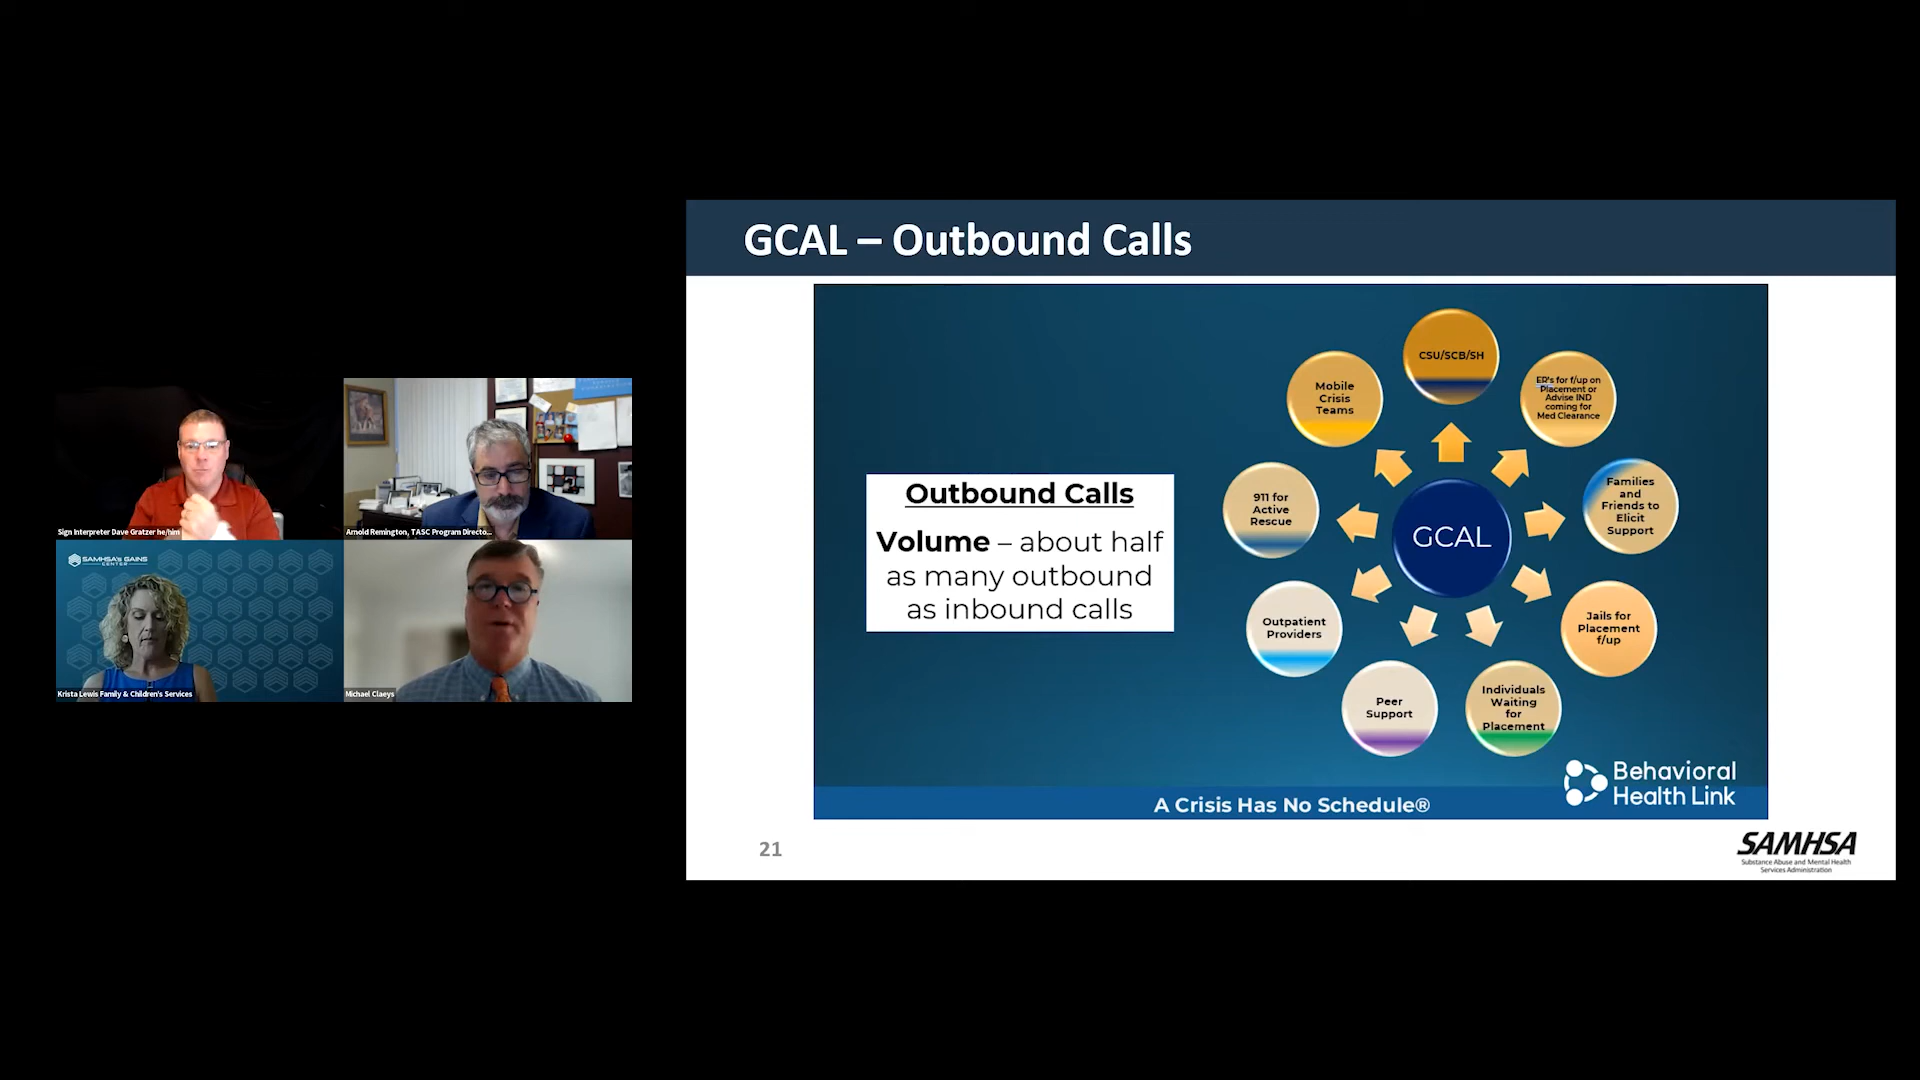 GCAL – Outbound Calls
Outbound Calls
Volume – about half
as many outbound
as inbound calls
CSU/SCB/SH
ER's for f/up on
Placement or
Advise IND
coming for
Med Clearance
Families
and
Friends to
Elicit
Support
Jails for
Placement
f/up
Individuals
Waiting
for
Placement
Peer
Support
Outpatient
Providers
911 for
Active
Rescue
Mobile
Crisis
Teams
GCAL
Behavioral
Health Link
A Crisis Has No Schedule®
21
SAMHSA
Substance Abuse and Mental Health
Services Administration
Sign Interpreter Dave Gratzer he/him
Arnold Remington, TASC Program Directo...
SAMHSA's GAINS
CENTER
Krista Lewis Family & Children's Services
Michael Claeys